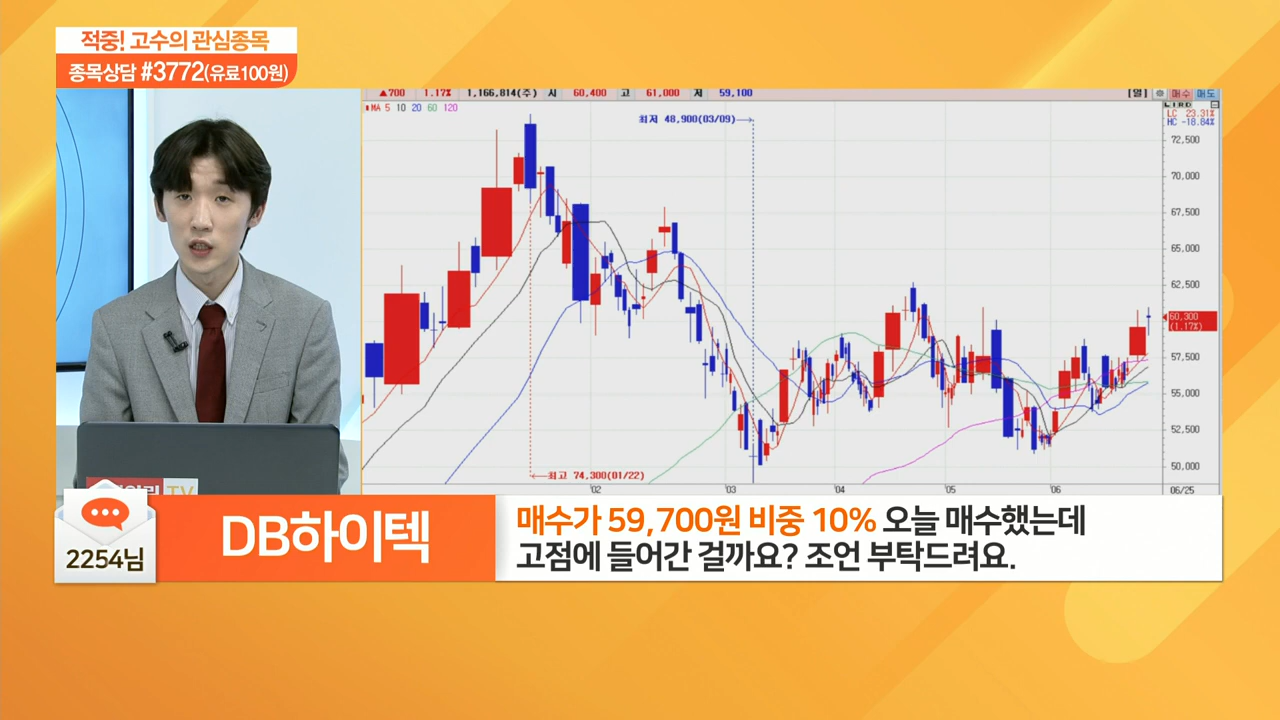 적중! 고수의 관심종목
종목상담 #3772(유료100원)
▲700 1.17% 1,166,814(주) 시 60,400 고 61,000 저 59,100 [일] 매수 매도
MA 5 10 20 60 120
최저 48,900(03/09)
LC 23.31%
HC -18.84%
72,500
70,000
67,500
65,000
62,500
60,300
(1.17%)
57,500
55,000
52,500
50,000
최고 74,300(01/22)
'02 '03 '04 '05 '06 06/25
TV
2254님
DB하이텍
매수가 59,700원 비중 10% 오늘 매수했는데
고점에 들어간 걸까요? 조언 부탁드려요.